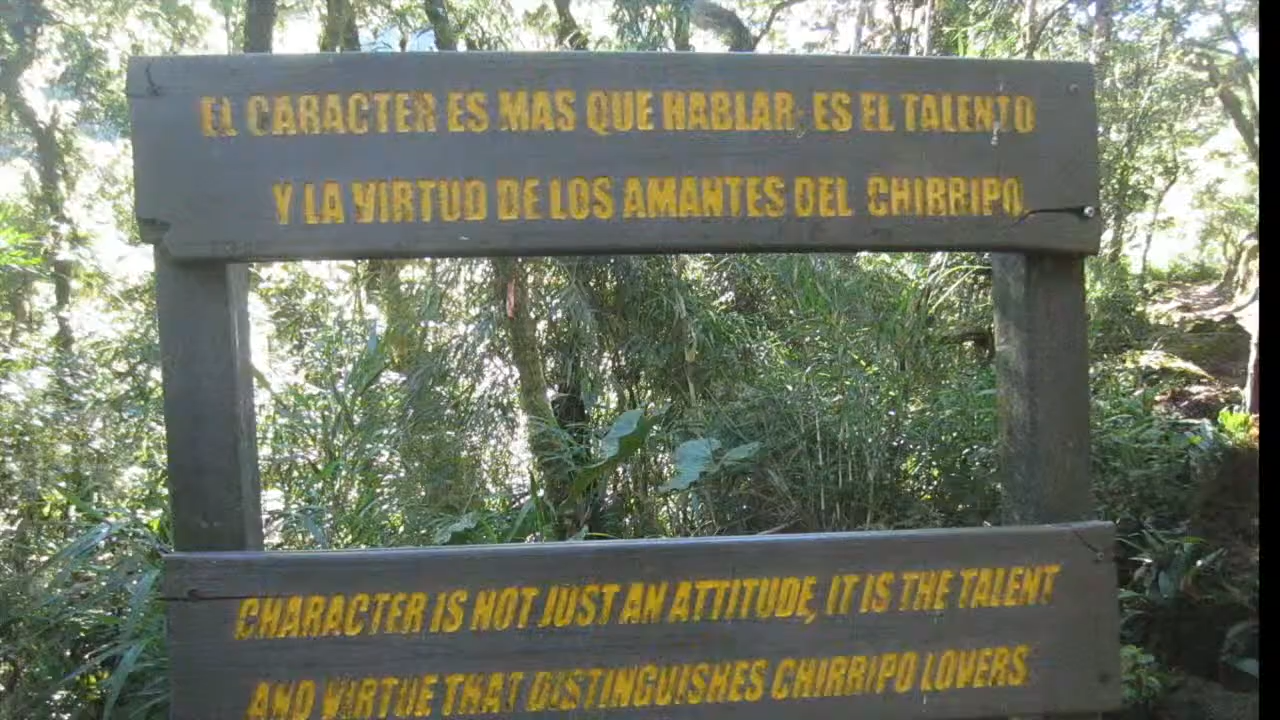 EL CARACTER ES MAS QUE HABLAR; ES EL TALENTO
Y LA VIRTUD DE LOS AMANTES DEL CHIRRIPO
CHARACTER IS NOT JUST AN ATTITUDE, IT IS THE TALENT
AND VIRTUE THAT DISTINGUISHES CHIRRIPO LOVERS